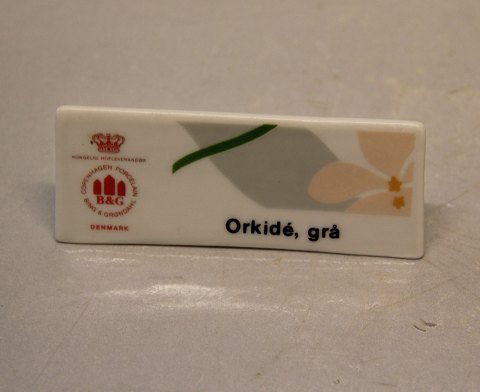 KONGELIG HOFLEVERANDØR
COPENHAGEN PORCELAIN
B&G
BING & GRØNDAHL
DENMARK
Orkidé, grå